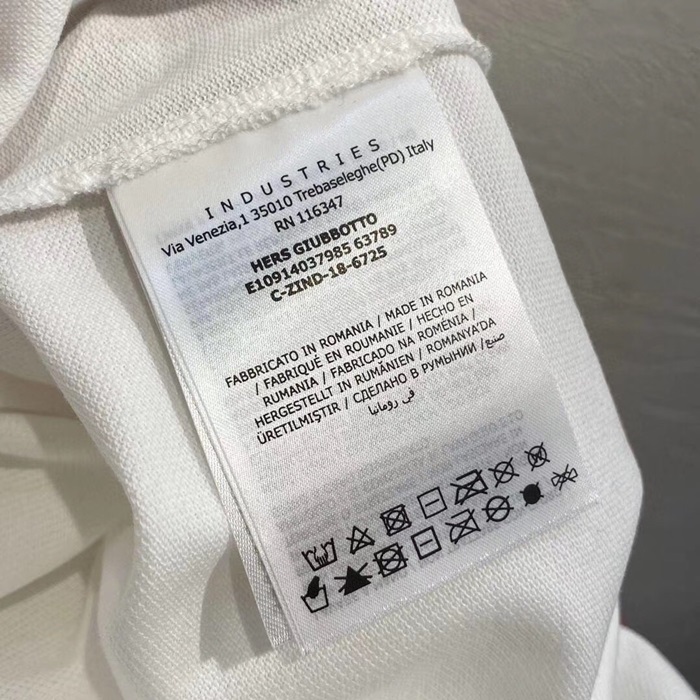 INDUSTRIES
Via Venezia,1 35010 Trebaseleghe(PD) Italy
RN 116347
HERS GIUBBOTTO
E10914037985 63789
C-ZIND-18-6725
FABBRICATO IN ROMANIA / MADE IN ROMANIA
/ FABRIQUÉ EN ROUMANIE / HECHO EN
RUMANIA / FABRICADO NA ROMÉNIA /
HERGESTELLT IN RUMÄNIEN / ROMANYA'DA
ÜRETILMIŞTIR / СДЕЛАНО В РУМЫНИИ / صنع
في رومانيا